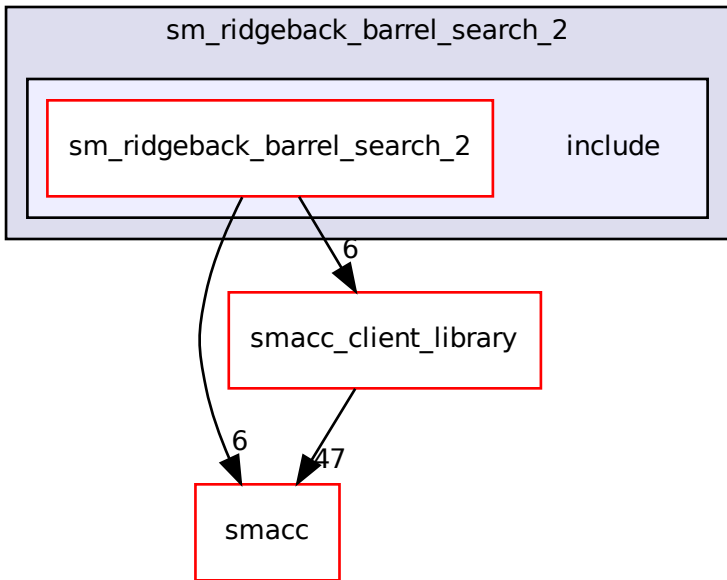 sm_ridgeback_barrel_search_2
sm_ridgeback_barrel_search_2
include
6
smacc_client_library
6
47
smacc